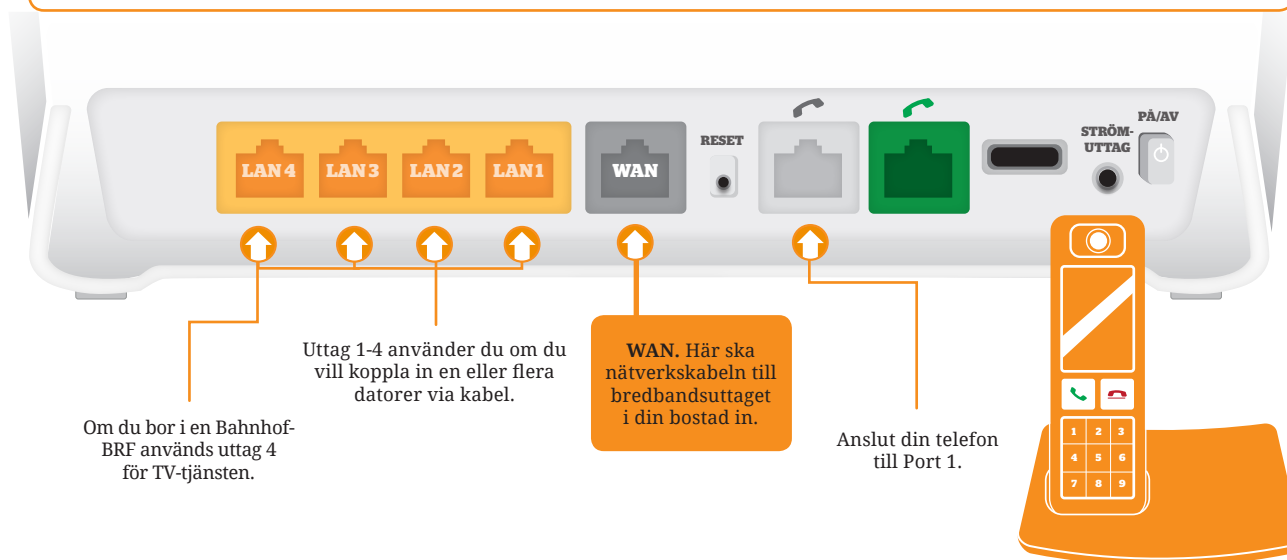 PÅ/AV
STRÖM-
UTTAG
RESET
LAN 4
LAN 3
LAN 2
LAN 1
WAN
Uttag 1-4 använder du om du
vill koppla in en eller flera
datorer via kabel.
WAN. Här ska
nätverkskabeln till
bredbandsuttaget
i din bostad in.
Om du bor i en Bahnhof-
BRF används uttag 4
för TV-tjänsten.
Anslut din telefon
till Port 1.
1 2 3
4 5 6
7 8 9